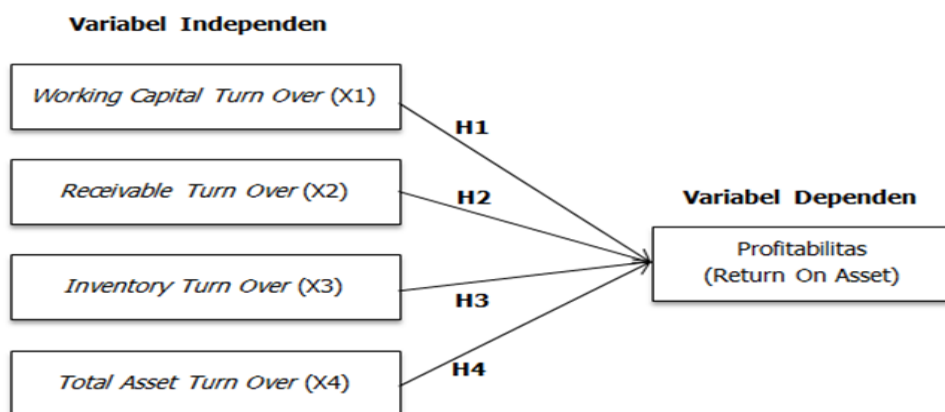 Variabel Independen
Working Capital Turn Over (X1)
H1
Receivable Turn Over (X2)
H2
Variabel Dependen
Profitabilitas
(Return On Asset)
Inventory Turn Over (X3)
H3
Total Asset Turn Over (X4)
H4